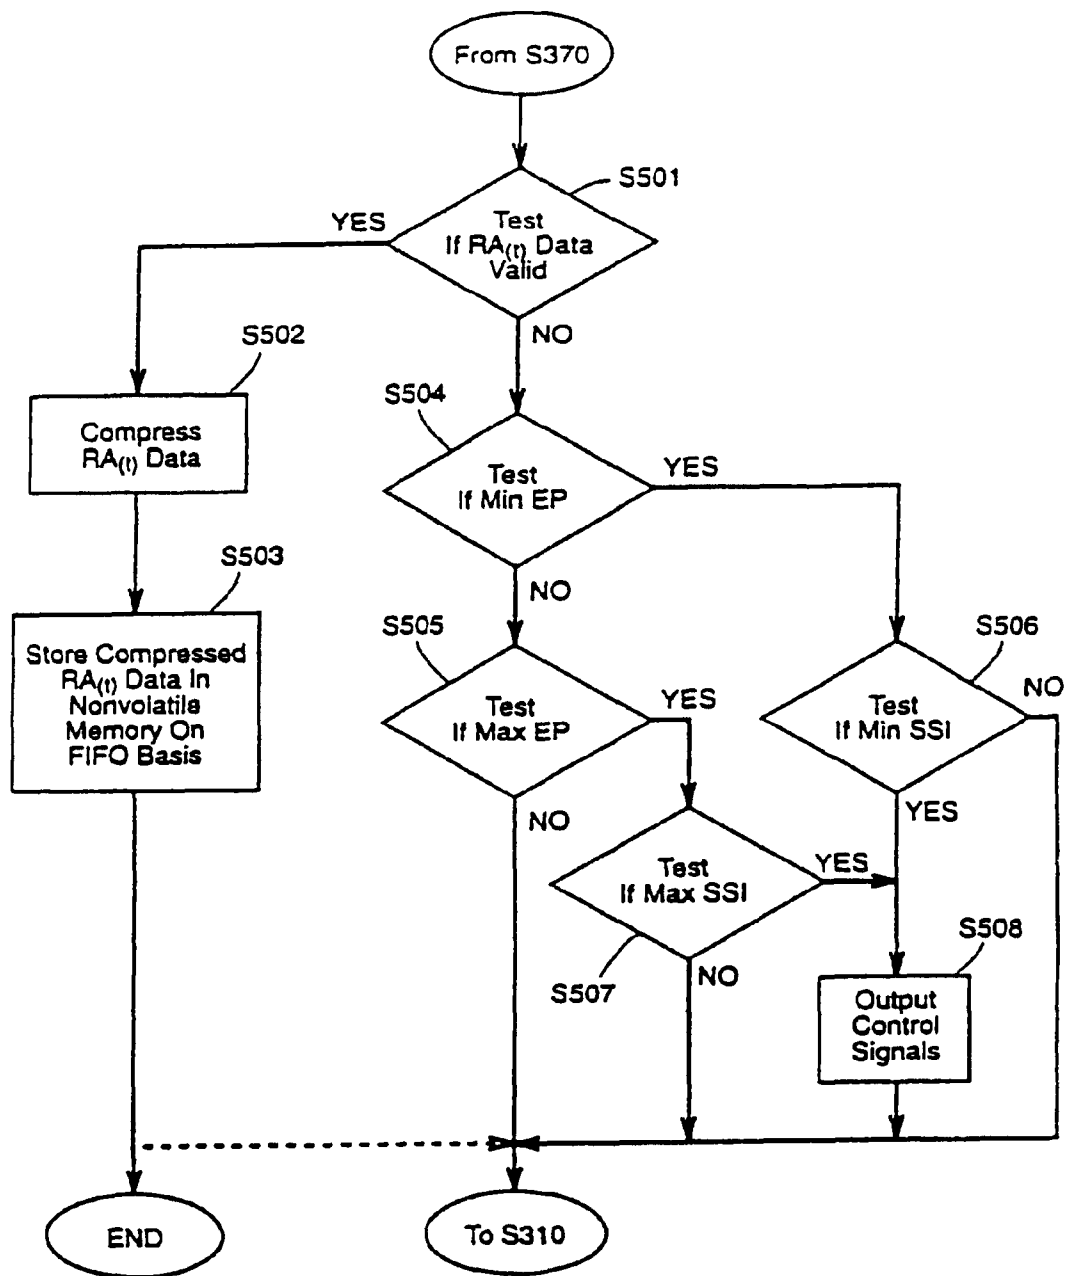 From S370
S501
Test
If RA(t) Data
Valid
YES
NO
S502
Compress
RA(t) Data
S503
Store Compressed
RA(t) Data In
Nonvolatile
Memory On
FIFO Basis
S504
Test
If Min EP
YES
NO
S505
Test
If Max EP
YES
NO
S506
Test
If Min SSI
NO
YES
Test
If Max SSI
YES
S507
NO
S508
Output
Control
Signals
END
To S310